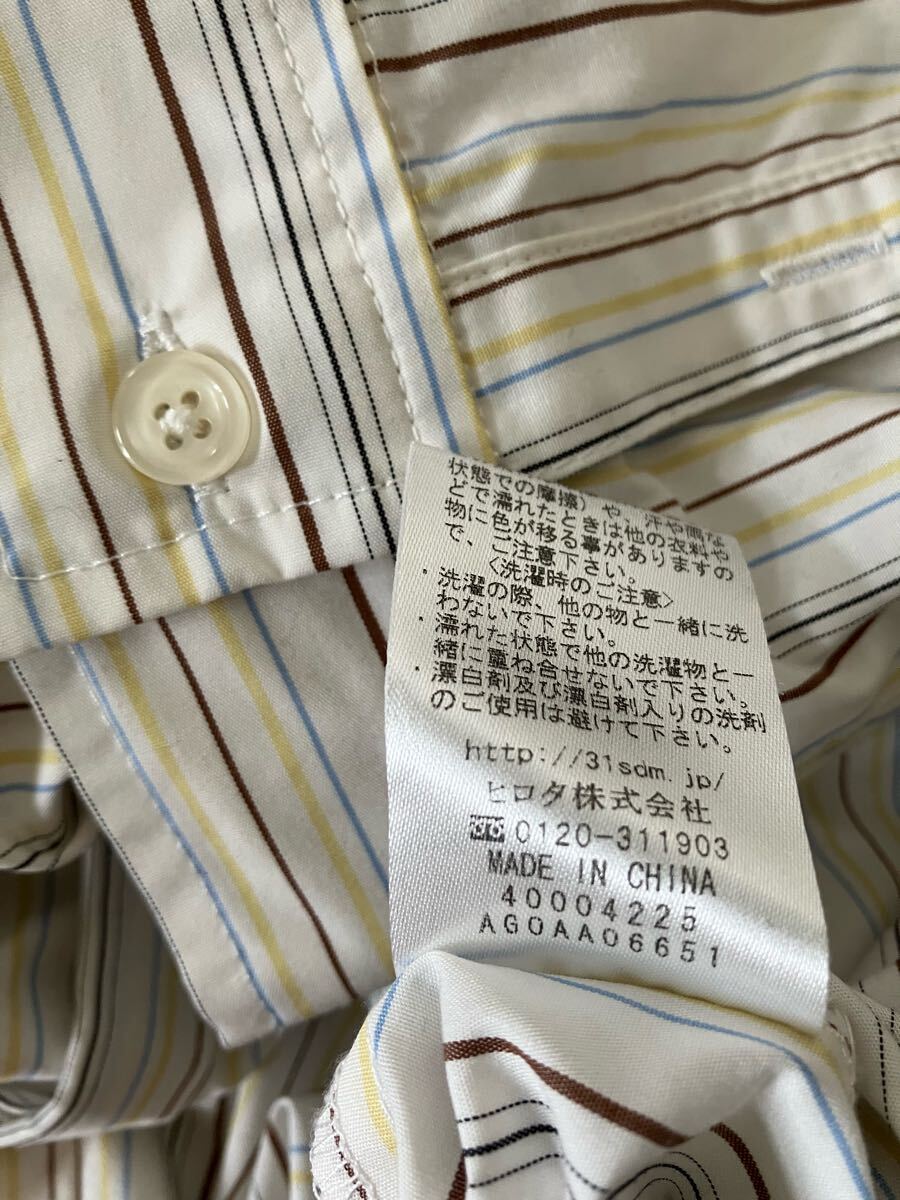 状態での摩擦）や、汗や雨な
どで濡れたときは他の衣料や
物に色が移る事がありますの
で、ご注意下さい。
＜洗濯時のご注意＞
・洗濯の際、他の物と一緒に洗
わないで下さい。
・濡れた状態で他の洗濯物と一
緒に重ね合せないで下さい。
・漂白剤及び漂白剤入りの洗剤
のご使用は避けて下さい。
http://31sdm.jp/
ヒロタ株式会社
0120-311903
MADE IN CHINA
40004225
AG0AA06651